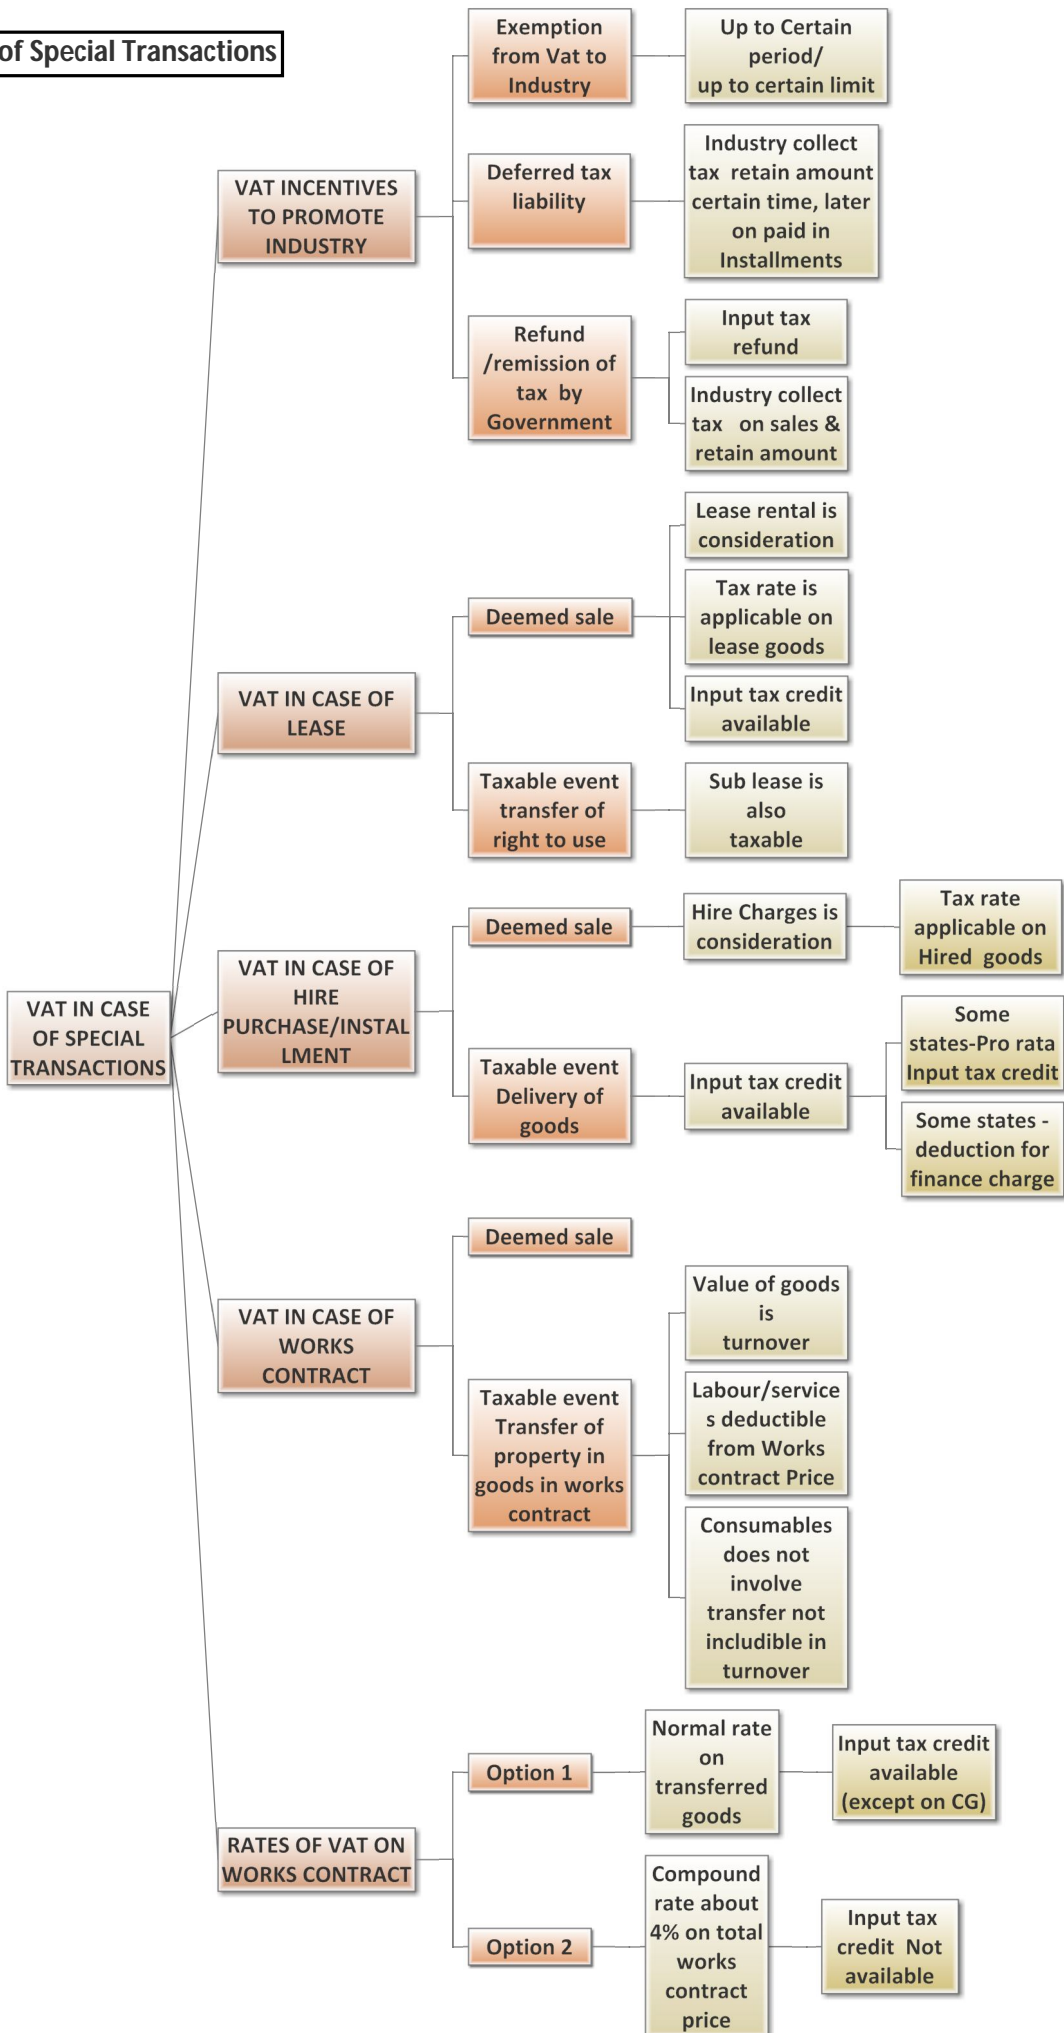 of Special Transactions
Exemption
from Vat to
Industry
Up to Certain
period/
up to certain limit
VAT INCENTIVES
TO PROMOTE
INDUSTRY
Deferred tax
liability
Industry collect
tax retain amount
certain time, later
on paid in
Installments
Refund
/remission of
tax by
Government
Input tax
refund
Industry collect
tax on sales &
retain amount
VAT IN CASE OF
LEASE
Deemed sale
Lease rental is
consideration
Tax rate is
applicable on
lease goods
Input tax credit
available
Taxable event
transfer of
right to use
Sub lease is
also
taxable
VAT IN CASE
OF SPECIAL
TRANSACTIONS
VAT IN CASE OF
HIRE
PURCHASE/INSTAL
LMENT
Deemed sale
Hire Charges is
consideration
Tax rate
applicable on
Hired goods
Taxable event
Delivery of
goods
Input tax credit
available
Some
states-Pro rata
Input tax credit
Some states -
deduction for
finance charge
VAT IN CASE OF
WORKS
CONTRACT
Deemed sale
Taxable event
Transfer of
property in
goods in works
contract
Value of goods
is
turnover
Labour/service
s deductible
from Works
contract Price
Consumables
does not
involve
transfer not
includible in
turnover
RATES OF VAT ON
WORKS CONTRACT
Option 1
Normal rate
on
transferred
goods
Input tax credit
available
(except on CG)
Option 2
Compound
rate about
4% on total
works
contract
price
Input tax
credit Not
available